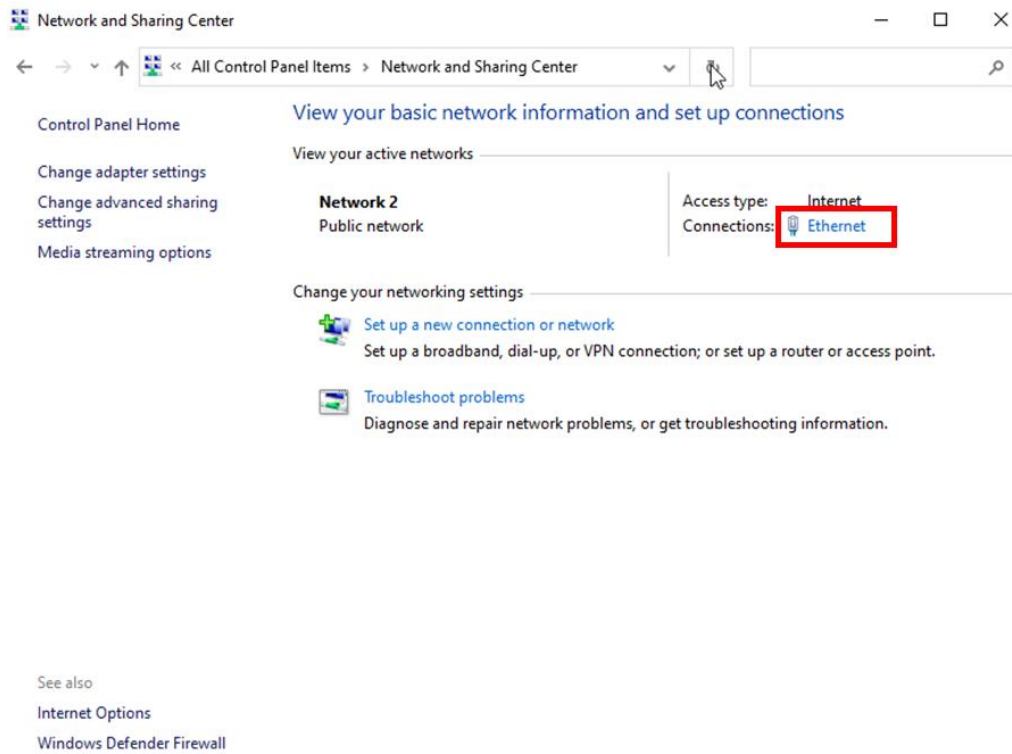 Network and Sharing Center
« All Control Panel Items > Network and Sharing Center
Control Panel Home
Change adapter settings
Change advanced sharing
settings
Media streaming options
View your basic network information and set up connections
View your active networks
Network 2
Public network
Access type: Internet
Connections: Ethernet
Change your networking settings
Set up a new connection or network
Set up a broadband, dial-up, or VPN connection; or set up a router or access point.
Troubleshoot problems
Diagnose and repair network problems, or get troubleshooting information.
See also
Internet Options
Windows Defender Firewall